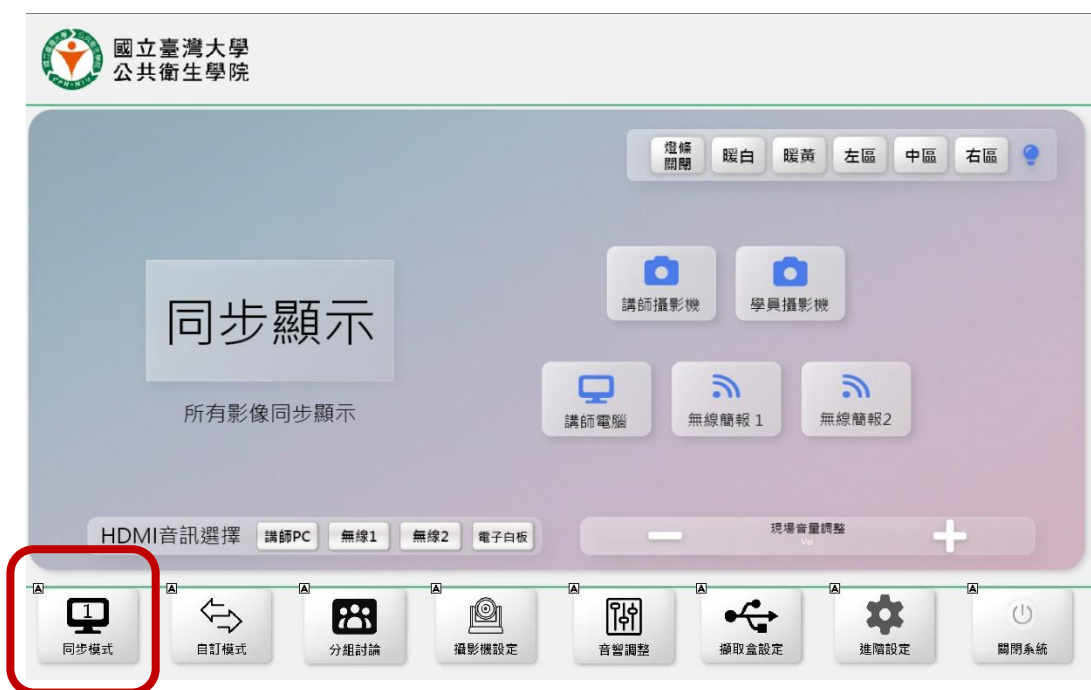 國立臺灣大學
公共衛生學院
燈條
關閉
暖白
暖黃
左區
中區
右區
講師攝影機
學員攝影機
同步顯示
所有影像同步顯示
講師電腦
無線簡報 1
無線簡報2
HDMI音訊選擇
講師PC
無線1
無線2
電子白板
現場音量調整
Vol
A
1
同步模式
A
自訂模式
A
分組討論
A
攝影機設定
A
音響調整
A
擷取盒設定
A
進階設定
A
關閉系統